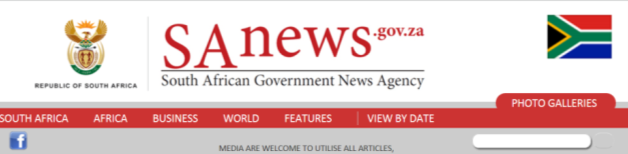 SAnews.gov.za
REPUBLIC OF SOUTH AFRICA
South African Government News Agency
PHOTO GALLERIES
SOUTH AFRICA AFRICA BUSINESS WORLD FEATURES VIEW BY DATE
f
MEDIA ARE WELCOME TO UTILISE ALL ARTICLES,